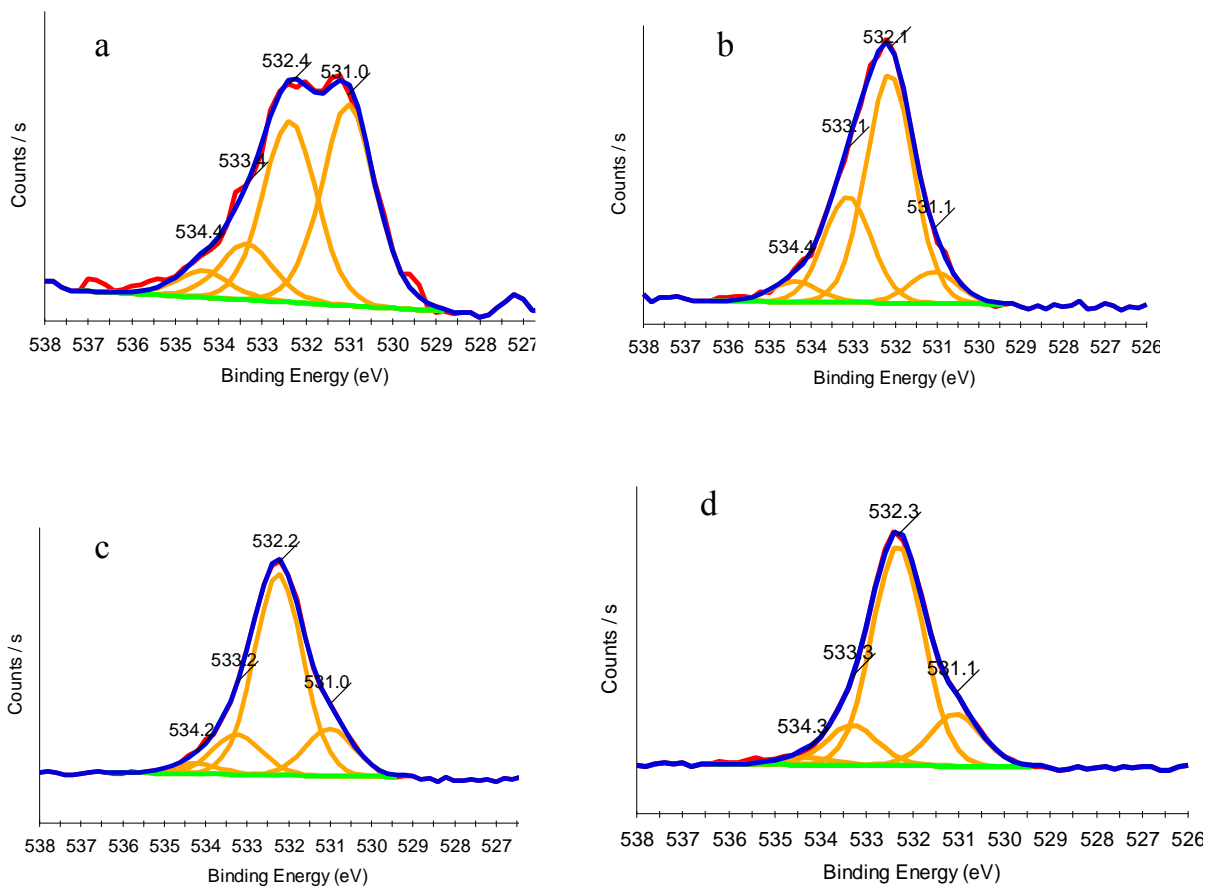 a
532.4
531.0
533.4
534.4
Counts / s
538 537 536 535 534 533 532 531 530 529 528 527
Binding Energy (eV)
b
532.1
533.1
531.1
534.4
Counts / s
538 537 536 535 534 533 532 531 530 529 528 527 526
Binding Energy (eV)
c
532.2
533.2
531.0
534.2
Counts / s
538 537 536 535 534 533 532 531 530 529 528 527
Binding Energy (eV)
d
532.3
533.3
531.1
534.3
Counts / s
538 537 536 535 534 533 532 531 530 529 528 527 526
Binding Energy (eV)